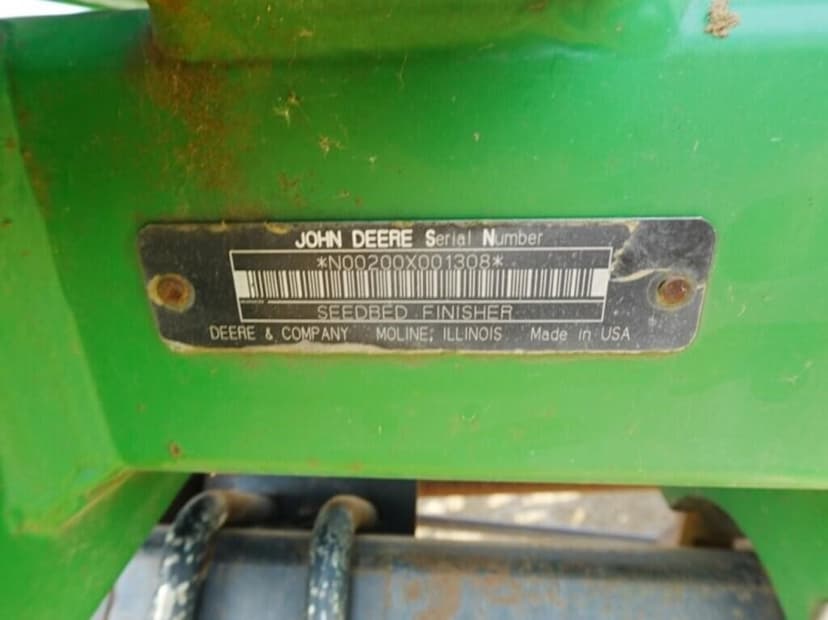 JOHN DEERE Serial Number
*N00200X001308*
SEEDBED FINISHER
DEERE & COMPANY MOLINE, ILLINOIS Made in USA